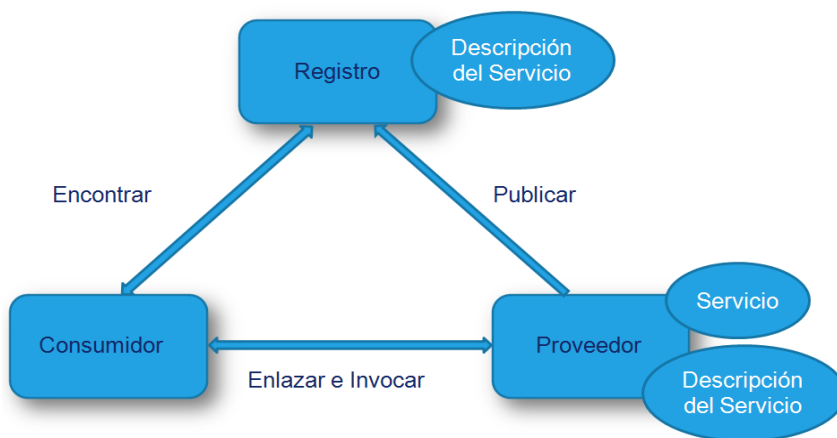 Descripción
del Servicio
Registro
Encontrar
Publicar
Servicio
Consumidor
Proveedor
Enlazar e Invocar
Descripción
del Servicio